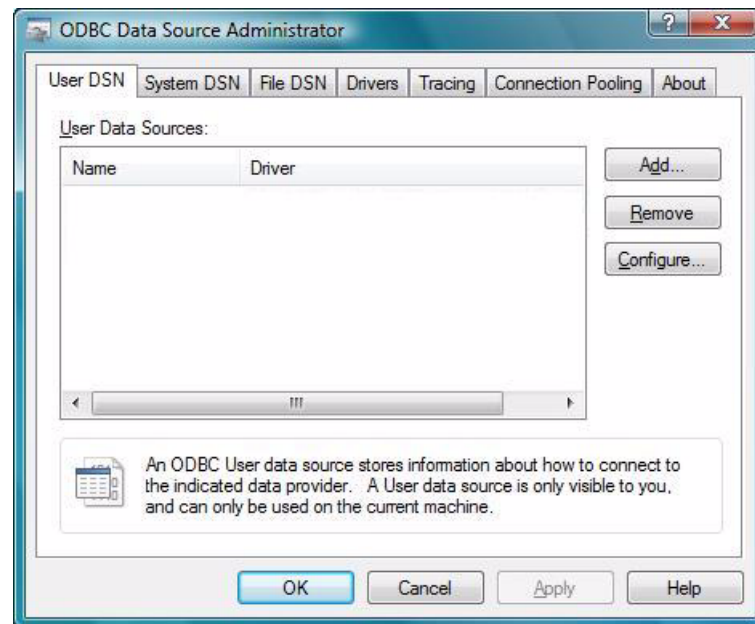 ODBC Data Source Administrator
User DSN System DSN File DSN Drivers Tracing Connection Pooling About
User Data Sources:
Name Driver
Add...
Remove
Configure...
An ODBC User data source stores information about how to connect to
the indicated data provider. A User data source is only visible to you,
and can only be used on the current machine.
OK Cancel Apply Help